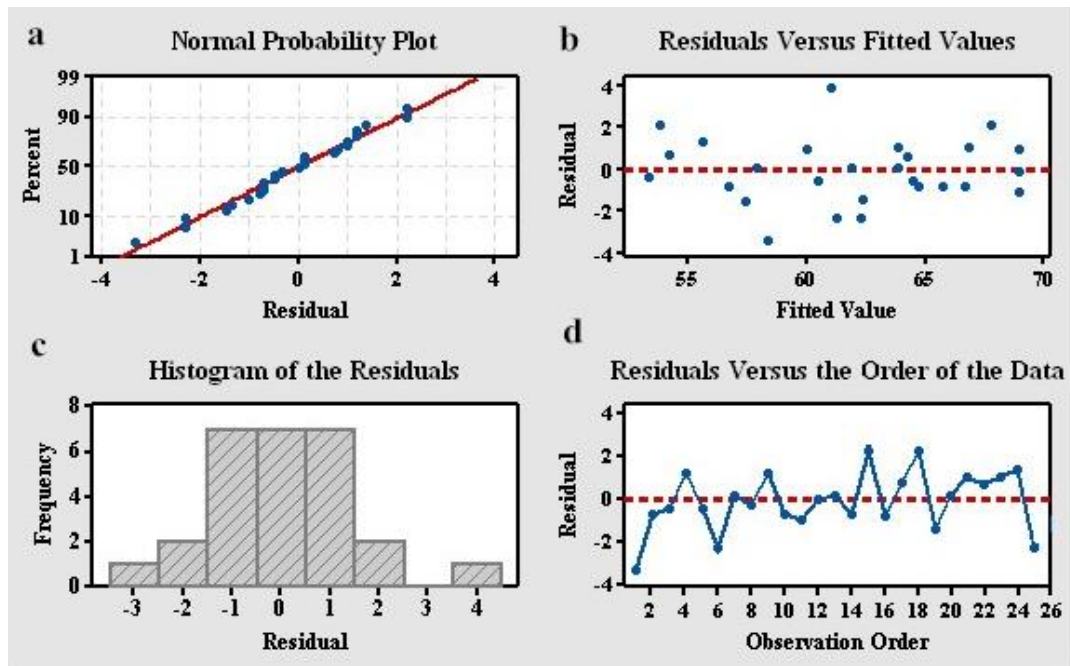 a
Normal Probability Plot
Percent
99
90
50
10
1
-4 -2 0 2 4
Residual
b
Residuals Versus Fitted Values
Residual
4
2
0
-2
-4
55 60 65 70
Fitted Value
c
Histogram of the Residuals
Frequency
8
6
4
2
0
-3 -2 -1 0 1 2 3 4
Residual
d
Residuals Versus the Order of the Data
Residual
4
2
0
-2
-4
2 4 6 8 10 12 14 16 18 20 22 24 26
Observation Order